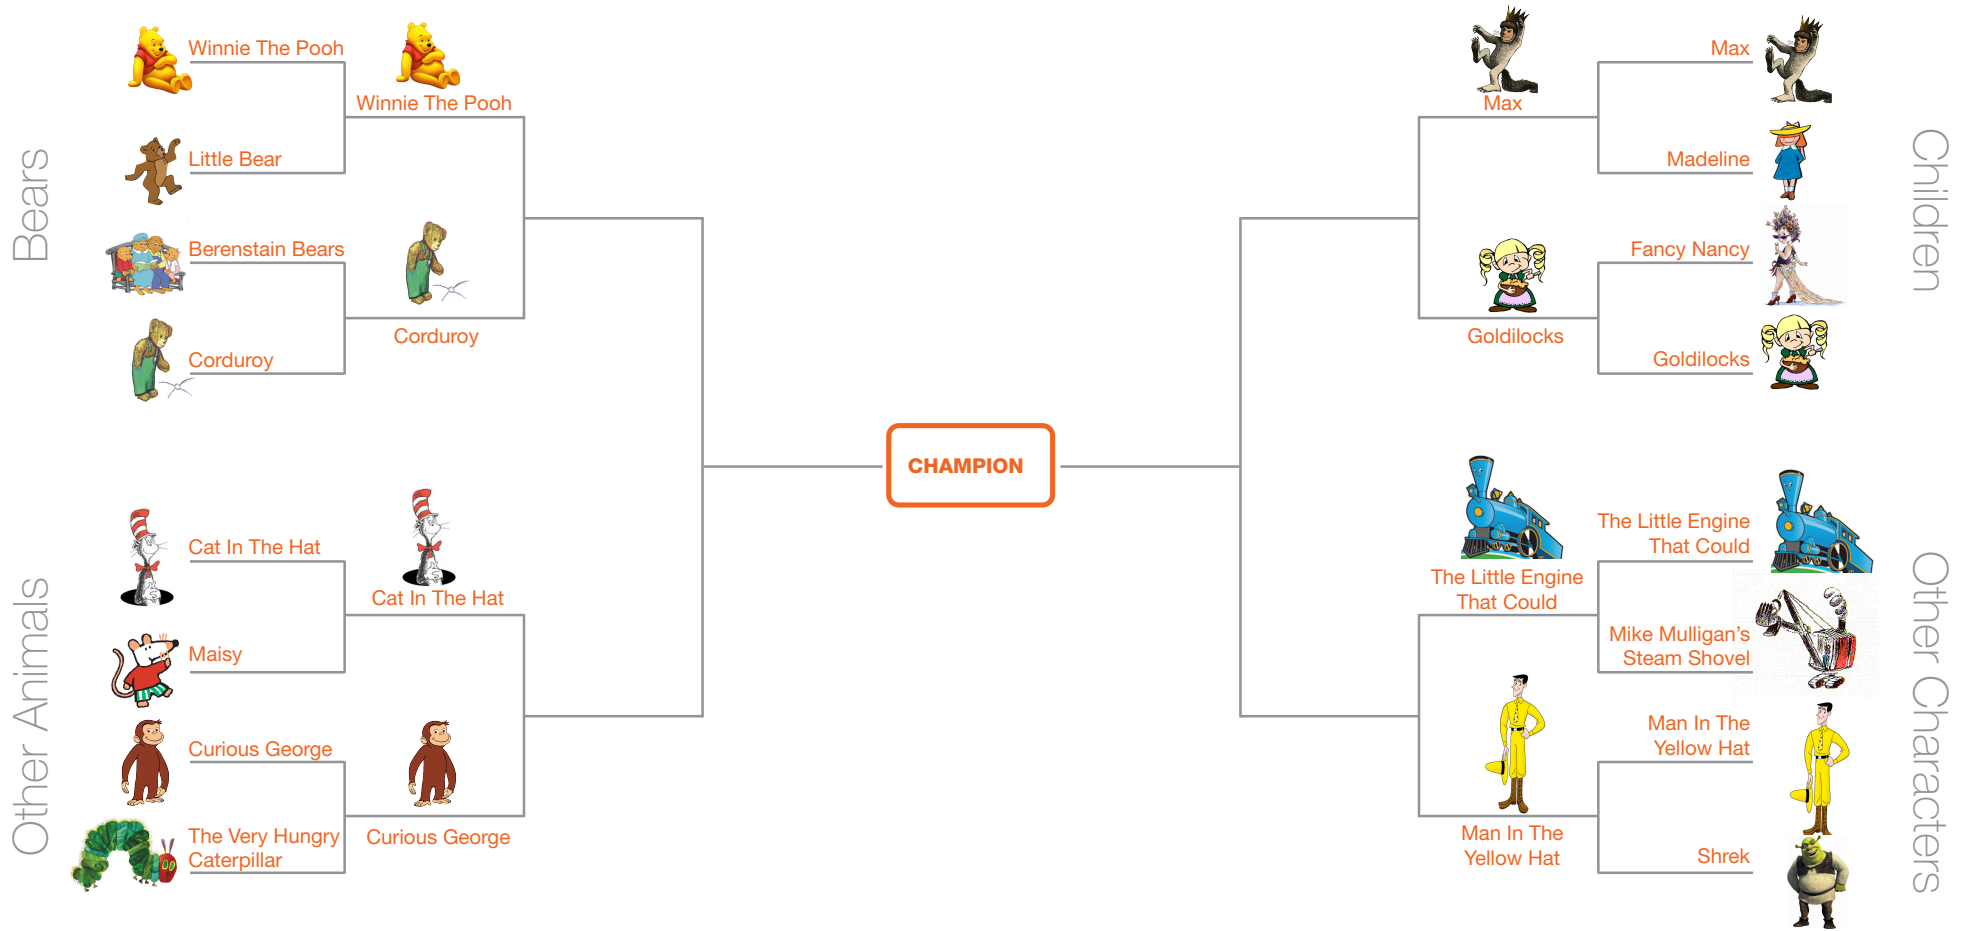 Bears
Winnie The Pooh
Winnie The Pooh
Little Bear
Berenstain Bears
Corduroy
Corduroy
Other Animals
Cat In The Hat
Cat In The Hat
Maisy
Curious George
Curious George
The Very Hungry
Caterpillar
CHAMPION
Children
Max
Max
Madeline
Fancy Nancy
Goldilocks
Goldilocks
Other Characters
The Little Engine
That Could
The Little Engine
That Could
Mike Mulligan's
Steam Shovel
Man In The
Yellow Hat
Man In The
Yellow Hat
Shrek